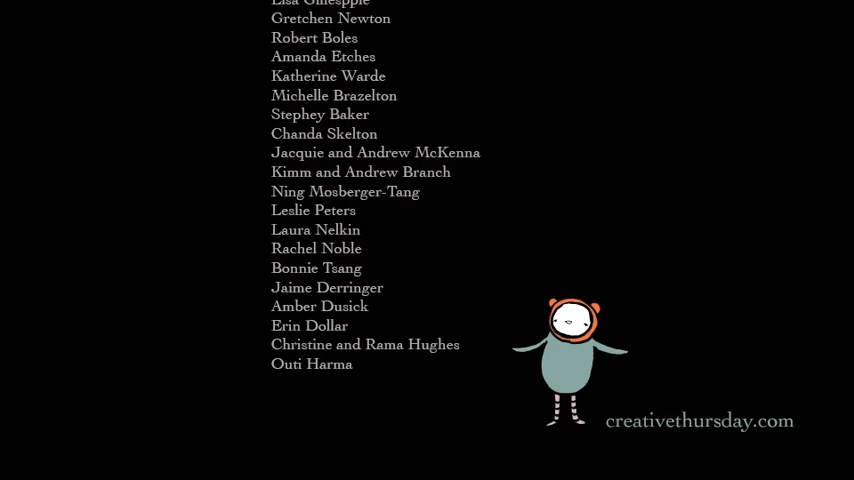 Lisa Gillespie
Gretchen Newton
Robert Boles
Amanda Etches
Katherine Warde
Michelle Brazelton
Stephey Baker
Chanda Skelton
Jacquie and Andrew McKenna
Kimm and Andrew Branch
Ning Mosberger-Tang
Leslie Peters
Laura Nelkin
Rachel Noble
Bonnie Tsang
Jaime Derringer
Amber Dusick
Erin Dollar
Christine and Rama Hughes
Outi Harma
creativethursday.com